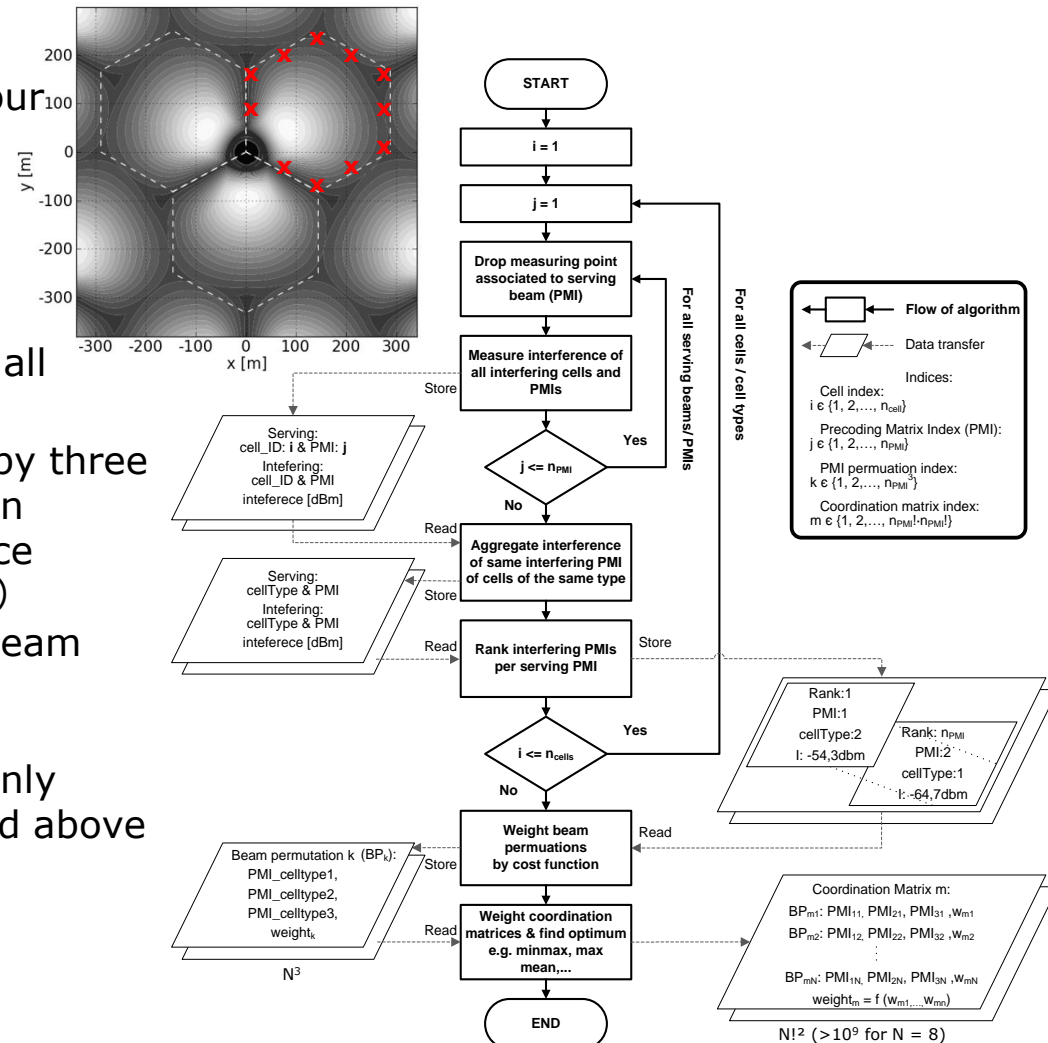 our
all
by three
n
ce
)
eam
nly
d above
200
100
0
-100
-200
-300
y [m]
-300
-200
-100
0
100
200
300
x [m]
START
i = 1
j = 1
Drop measuring point
associated to serving
beam (PMI)
Measure interference of
all interfering cells and
PMIs
Store
Serving:
cell_ID: i & PMI: j
Intefering:
cell_ID & PMI
inteferece [dBm]
j <= nPMI
Yes
No
For all serving beams/ PMIs
For all cells / cell types
Read
Aggregate interference
of same interfering PMI
of cells of the same type
Store
Serving:
cellType & PMI
Intefering:
cellType & PMI
inteferece [dBm]
Read
Rank interfering PMIs
per serving PMI
Store
Rank:1
PMI:1
cellType:2
I: -54,3dbm
Rank: nPMI
PMI:2
cellType:1
I: -64,7dbm
i <= ncells
Yes
No
Weight beam
permuations
by cost function
Read
Store
Beam permutation k (BPk):
PMI_celltype1,
PMI_celltype2,
PMI_celltype3,
weightk
N³
Read
Weight coordination
matrices & find optimum
e.g. minmax, max
mean,...
Coordination Matrix m:
BPm1: PMI11, PMI21, PMI31 ,wm1
BPm2: PMI12, PMI22, PMI32 ,wm2
:
BPmN: PMI1N, PMI2N, PMI3N ,wmN
weightm = f (wm1,...,wmn)
N!² (>10⁹ for N = 8)
END
Flow of algorithm
Data transfer
Indices:
Cell index:
i є {1, 2,…, ncell}
Precoding Matrix Index (PMI):
j є {1, 2,…, nPMI}
PMI permuation index:
k є {1, 2,…, nPMI³}
Coordination matrix index:
m є {1, 2,…, nPMI!·nPMI!}